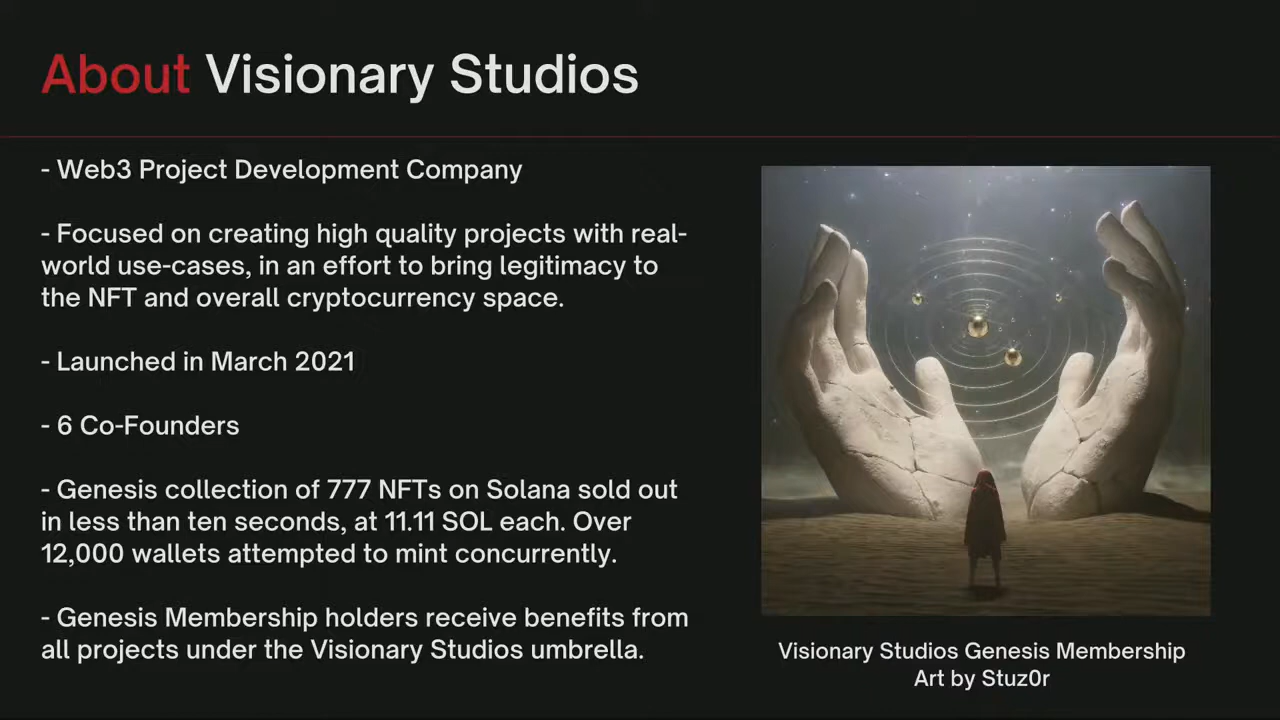 About Visionary Studios
- Web3 Project Development Company
- Focused on creating high quality projects with real-
world use-cases, in an effort to bring legitimacy to
the NFT and overall cryptocurrency space.
- Launched in March 2021
- 6 Co-Founders
- Genesis collection of 777 NFTs on Solana sold out
in less than ten seconds, at 11.11 SOL each. Over
12,000 wallets attempted to mint concurrently.
- Genesis Membership holders receive benefits from
all projects under the Visionary Studios umbrella.
Visionary Studios Genesis Membership
Art by Stuz0r